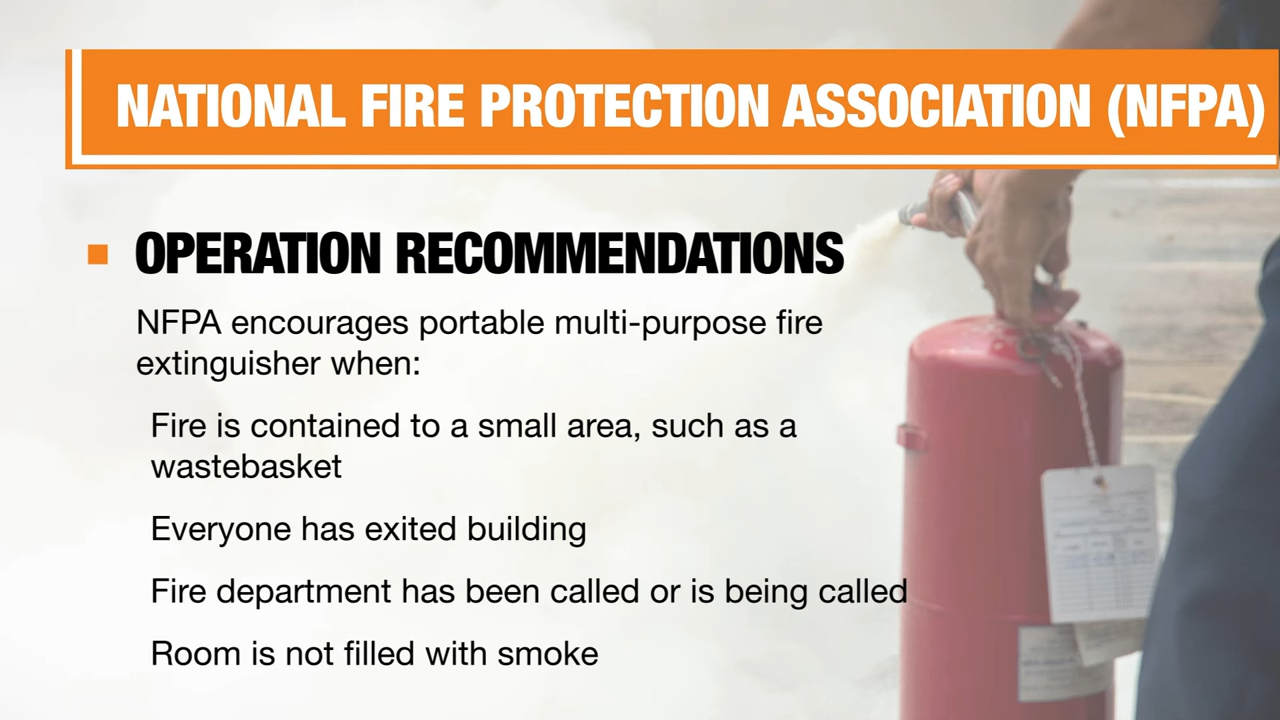 NATIONAL FIRE PROTECTION ASSOCIATION (NFPA)
OPERATION RECOMMENDATIONS
NFPA encourages portable multi-purpose fire
extinguisher when:
Fire is contained to a small area, such as a
wastebasket
Everyone has exited building
Fire department has been called or is being called
Room is not filled with smoke